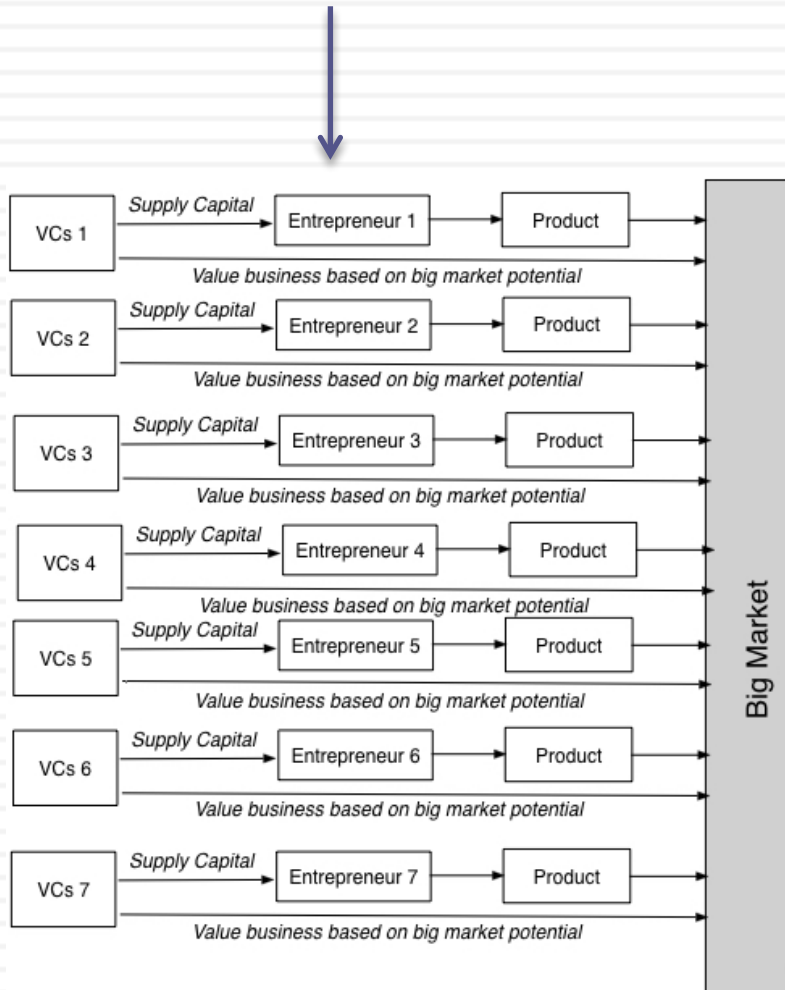 Supply Capital
VCs 1
Entrepreneur 1
Product
Value business based on big market potential
Supply Capital
VCs 2
Entrepreneur 2
Product
Value business based on big market potential
Supply Capital
VCs 3
Entrepreneur 3
Product
Value business based on big market potential
Supply Capital
VCs 4
Entrepreneur 4
Product
Value business based on big market potential
Supply Capital
VCs 5
Entrepreneur 5
Product
Value business based on big market potential
Supply Capital
VCs 6
Entrepreneur 6
Product
Value business based on big market potential
Supply Capital
VCs 7
Entrepreneur 7
Product
Value business based on big market potential
Big Market